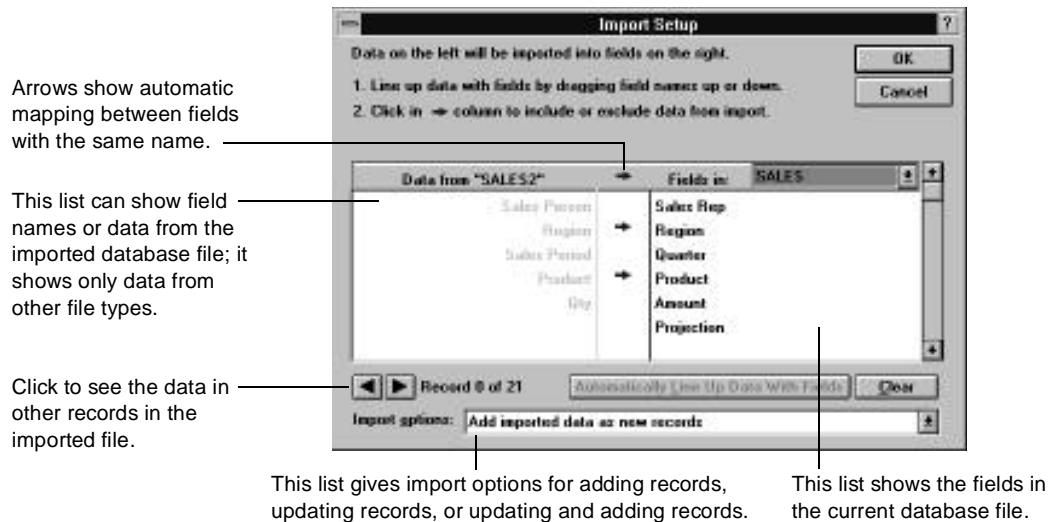 Import Setup
?
Data on the left will be imported into fields on the right.
1. Line up data with fields by dragging field names up or down.
2. Click in → column to include or exclude data from import.
OK
Cancel
Arrows show automatic
mapping between fields
with the same name.
This list can show field
names or data from the
imported database file; it
shows only data from
other file types.
Click to see the data in
other records in the
imported file.
Data from "SALES2" → Fields in: SALES
Sales Person Sales Rep
Region → Region
Sales Period Quarter
Product → Product
Qty Amount
Projection
Record 0 of 21
Automatically Line Up Data With Fields
Clear
Import options: Add imported data as new records
This list gives import options for adding records,
updating records, or updating and adding records.
This list shows the fields in
the current database file.